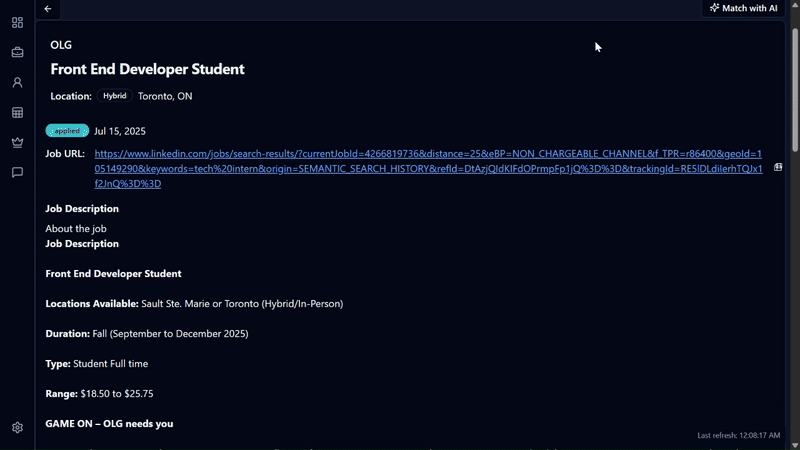 Match with AI
OLG
Front End Developer Student
Location: Hybrid Toronto, ON
applied Jul 15, 2025
Job URL: https://www.linkedin.com/jobs/search-results/?currentJobId=4266819736&distance=25&eBP=NON_CHARGEABLE_CHANNEL&f_TPR=r86400&geoId=1
05149290&keywords=tech%20intern&origin=SEMANTIC_SEARCH_HISTORY&refId=DtAzjQIdKIFdOPrmpFp1jQ%3D%3D&trackingId=RE5lDLdiIerhTQJx1
f2JnQ%3D%3D
Job Description
About the job
Job Description
Front End Developer Student
Locations Available: Sault Ste. Marie or Toronto (Hybrid/In-Person)
Duration: Fall (September to December 2025)
Type: Student Full time
Range: $18.50 to $25.75
GAME ON – OLG needs you
Last refresh: 12:08:17 AM